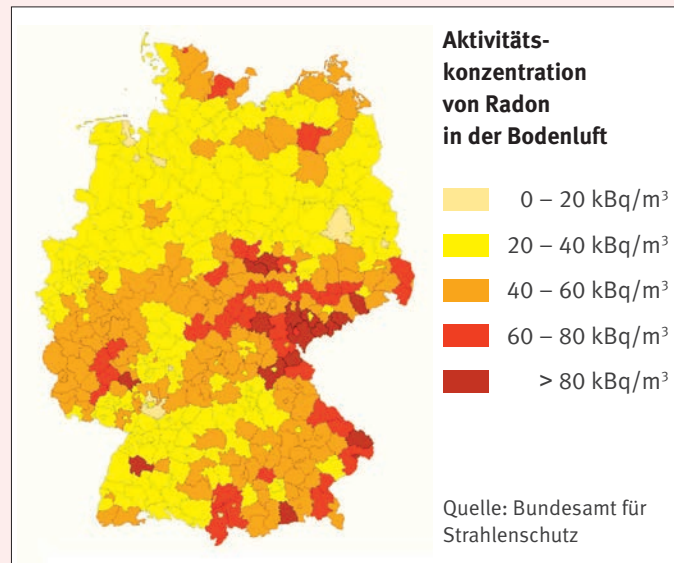 Aktivitäts-
konzentration
von Radon
in der Bodenluft
0 – 20 kBq/m³
20 – 40 kBq/m³
40 – 60 kBq/m³
60 – 80 kBq/m³
> 80 kBq/m³
Quelle: Bundesamt für
Strahlenschutz